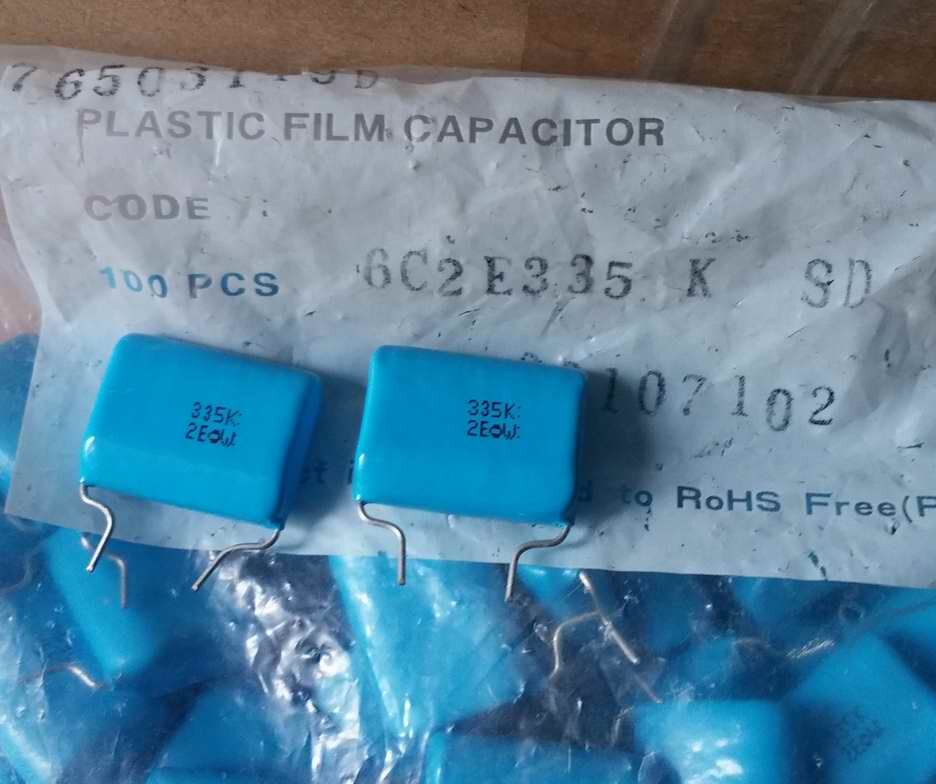 PLASTIC FILM CAPACITOR
CODE :
100 PCS 6C2E335 K SD
107102
to RoHS Free(P
335K:
2E
335K:
2E